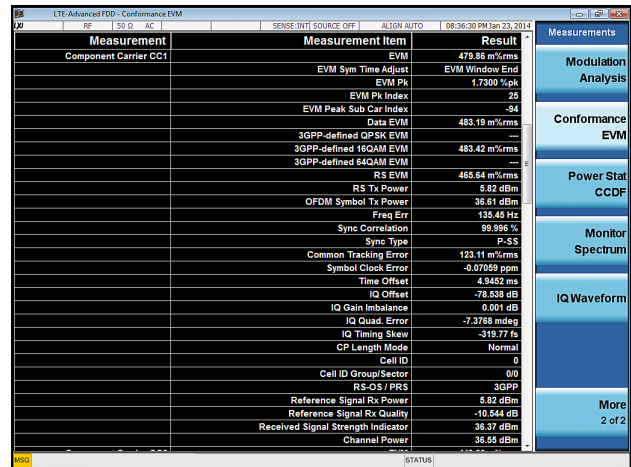 LTE-Advanced FDD - Conformance EVM
LXI RF 50 Ω AC SENSE:INT SOURCE OFF ALIGN AUTO 08:36:30 PM Jan 23, 2014
Measurements
Measurement Measurement Item Result
Component Carrier CC1 EVM 479.86 m%rms
EVM Sym Time Adjust EVM Window End
EVM Pk 1.7300 %pk
EVM Pk Index 25
EVM Peak Sub Car Index -94
Data EVM 483.19 m%rms
3GPP-defined QPSK EVM ---
3GPP-defined 16QAM EVM 483.42 m%rms
3GPP-defined 64QAM EVM ---
RS EVM 465.64 m%rms
RS Tx Power 5.82 dBm
OFDM Symbol Tx Power 36.61 dBm
Freq Err 135.45 Hz
Sync Correlation 99.996 %
Sync Type P-SS
Common Tracking Error 123.11 m%rms
Symbol Clock Error -0.07059 ppm
Time Offset 4.9452 ms
IQ Offset -78.538 dB
IQ Gain Imbalance 0.001 dB
IQ Quad. Error -7.3768 mdeg
IQ Timing Skew -319.77 fs
CP Length Mode Normal
Cell ID 0
Cell ID Group/Sector 0/0
RS-OS / PRS 3GPP
Reference Signal Rx Power 5.82 dBm
Reference Signal Rx Quality -10.544 dB
Received Signal Strength Indicator 36.37 dBm
Channel Power 36.55 dBm
MSG STATUS
Modulation
Analysis
Conformance
EVM
Power Stat
CCDF
Monitor
Spectrum
IQ Waveform
More
2 of 2